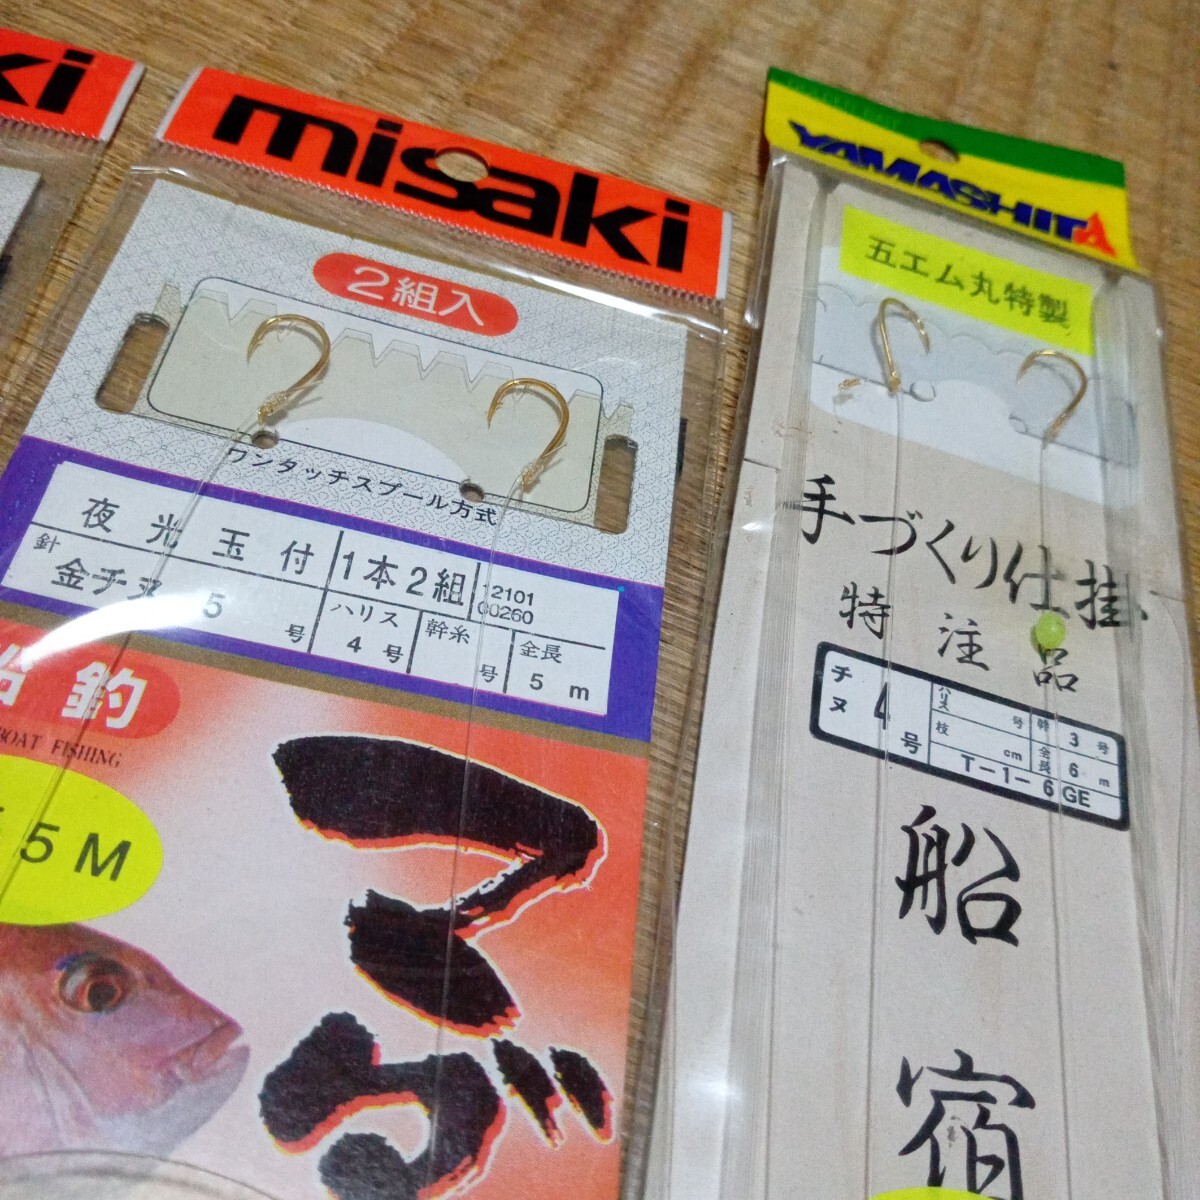 ki
misaki
2組入
ワンタッチスプール方式
夜光玉付 1本2組 12101
00260
針 金チヌ 5号 ハリス 4号 幹糸 号 全長 5m
船釣
BOAT FISHING
5M
マダ
YAMASHITA
五エム丸特製
手づくり仕掛
特注品
チヌ 4号 ハリス 号 幹 3号
枝 cm 全長 6m
T-1-6GE
船宿